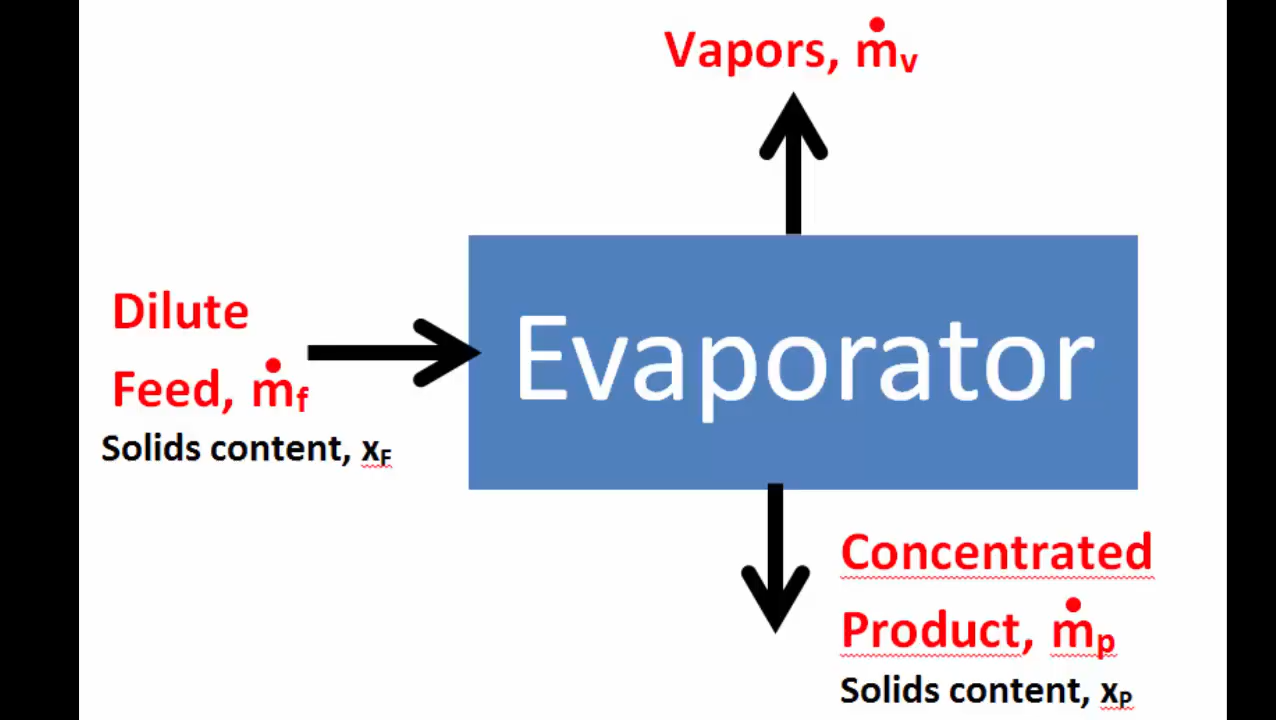 Vapors, ṁᵥ
Dilute
Feed, ṁf
Solids content, xF
Evaporator
Concentrated
Product, ṁp
Solids content, xP